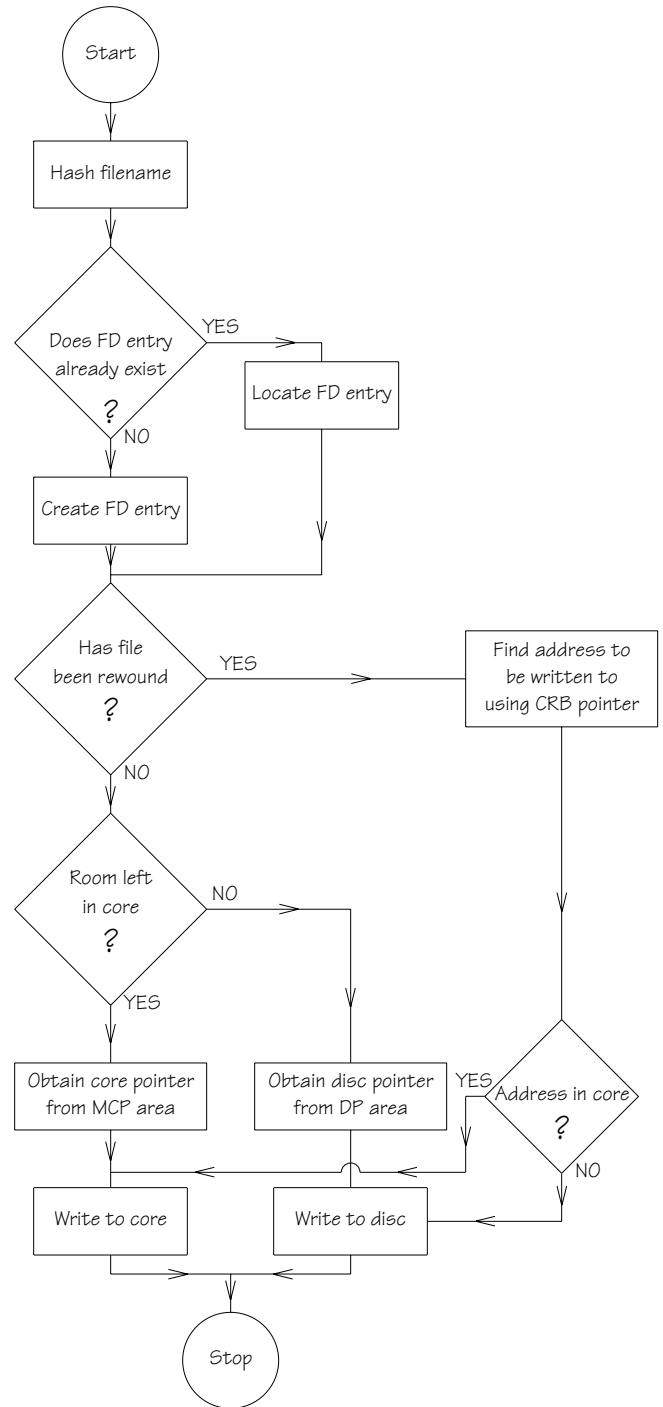 Start
Hash filename
YES
Does FD entry
already exist
?
Locate FD entry
NO
Create FD entry
Has file
been rewound
?
YES
Find address to
be written to
using CRB pointer
NO
Room left
in core
?
NO
YES
Obtain core pointer
from MCP area
Obtain disc pointer
from DP area
YES
Address in core
?
NO
Write to core
Write to disc
Stop